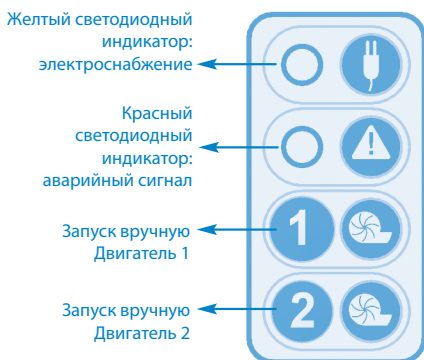 Желтый светодиодный
индикатор:
электроснабжение
Красный
светодиодный
индикатор:
аварийный сигнал
1
Запуск вручную
Двигатель 1
2
Запуск вручную
Двигатель 2